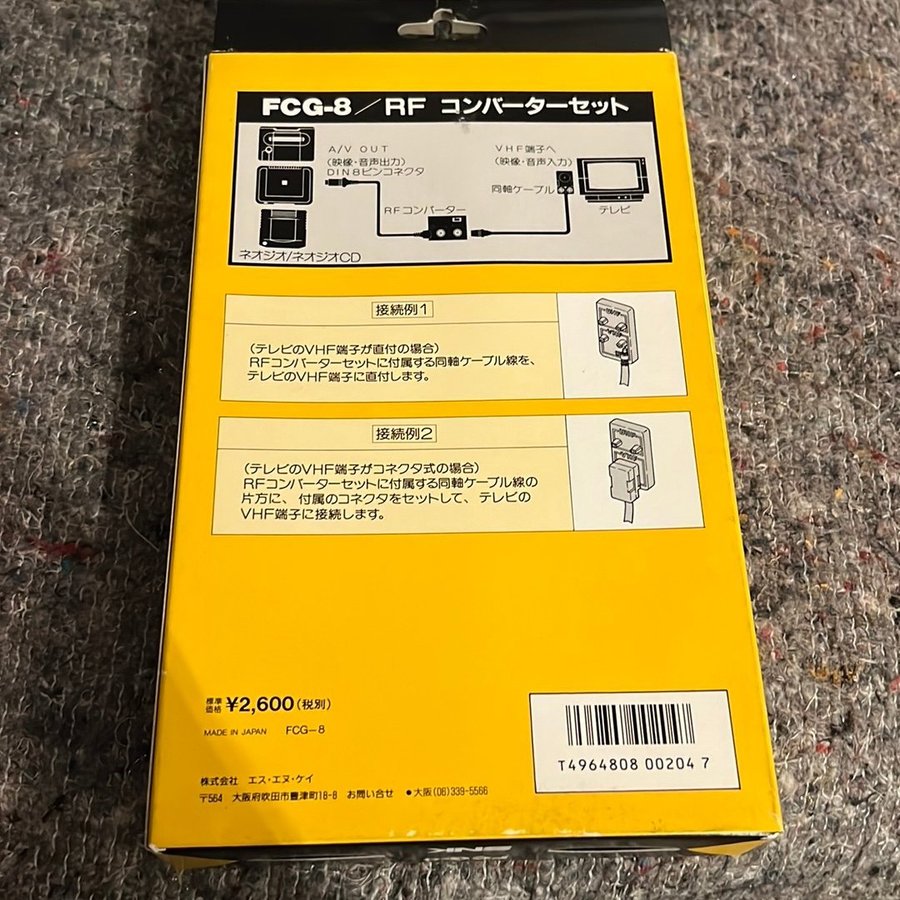 FCG-8／RF コンバーターセット
A/V OUT
(映像・音声出力)
DIN8ピンコネクタ
VHF端子へ
(映像・音声入力)
同軸ケーブル
RFコンバーター
テレビ
ネオジオ/ネオジオCD
接続例1
(テレビのVHF端子が直付の場合)
RFコンバーターセットに付属する同軸ケーブル線を、
テレビのVHF端子に直付します。
接続例2
(テレビのVHF端子がコネクタ式の場合)
RFコンバーターセットに付属する同軸ケーブル線の
片方に、付属のコネクタをセットして、テレビの
VHF端子に接続します。
標準価格 ¥2,600(税別)
MADE IN JAPAN FCG-8
株式会社 エス・エヌ・ケイ
〒564 大阪府吹田市豊津町18-8 お問い合せ ●大阪(06)339-5566
T4964808 00204 7
SNK